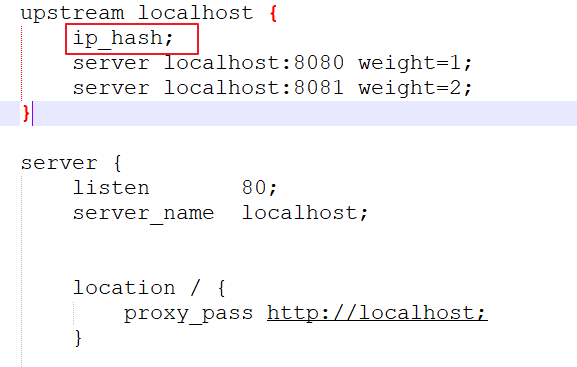 upstream localhost {
    ip_hash;
    server localhost:8080 weight=1;
    server localhost:8081 weight=2;
}
server {
    listen       80;
    server_name  localhost;
    location / {
        proxy_pass http://localhost;
    }